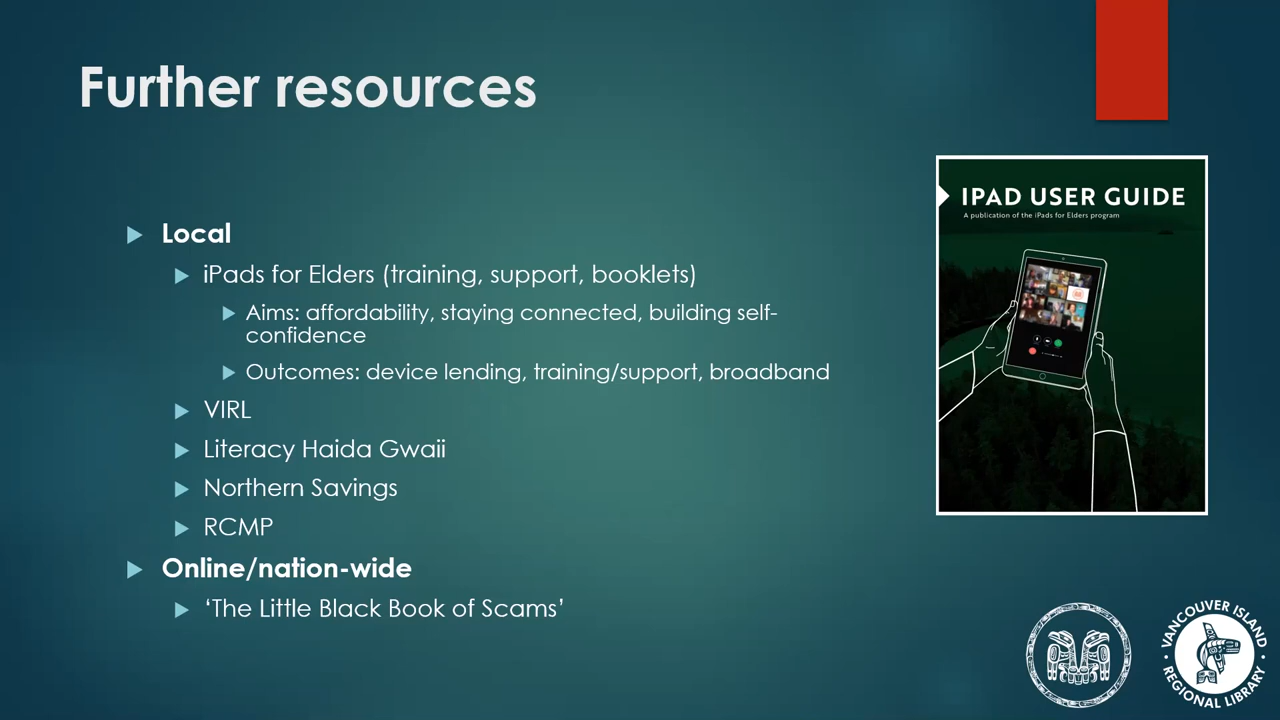 Further resources
Local
iPads for Elders (training, support, booklets)
Aims: affordability, staying connected, building self-
confidence
Outcomes: device lending, training/support, broadband
VIRL
Literacy Haida Gwaii
Northern Savings
RCMP
Online/nation-wide
‘The Little Black Book of Scams’
IPAD USER GUIDE
A publication of the iPads for Elders program
VANCOUVER ISLAND
REGIONAL LIBRARY